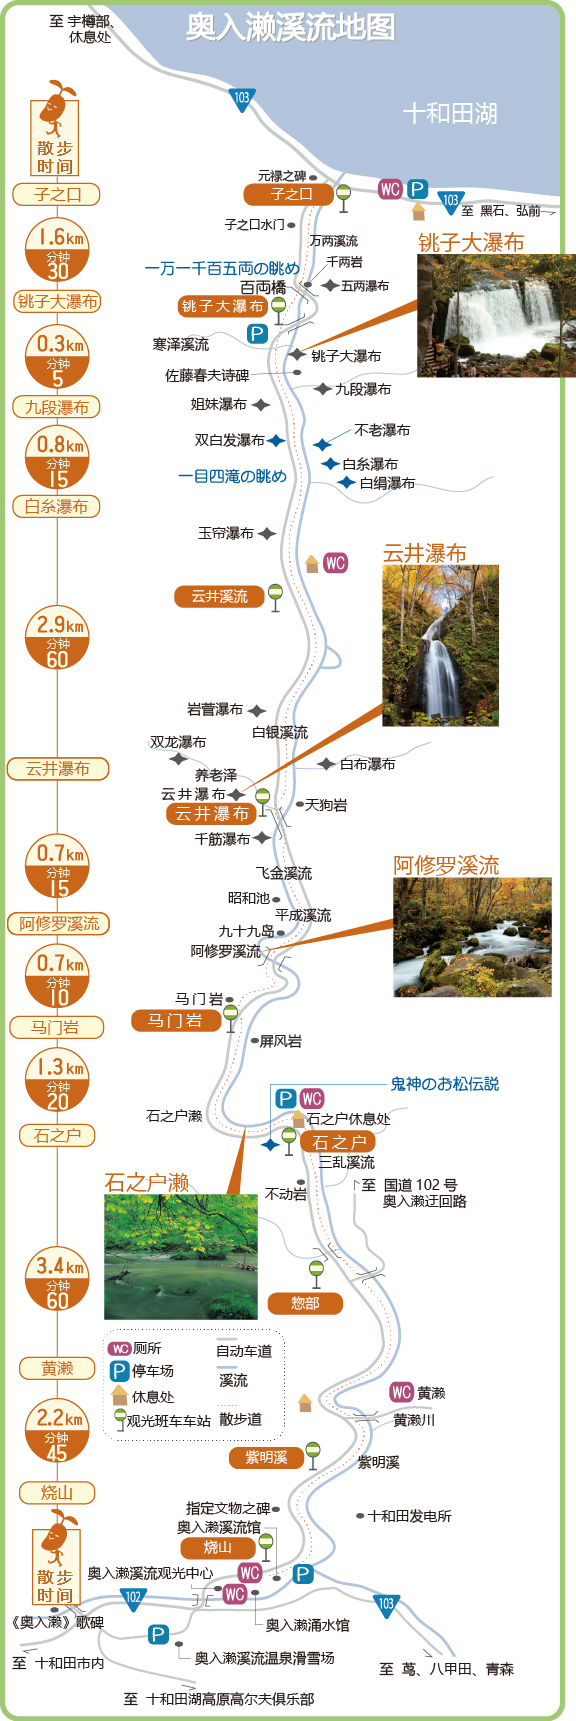 至 宇樽部、
休息处
奥入濑溪流地图
103
十和田湖
散步
时间
元禄之碑
子之口
WC
P
103
至 黑石、弘前
子之口
子之口水门
万两溪流
铫子大瀑布
1.6km
分钟
30
一万一千百五両の眺め
千两岩
百両橋
五两瀑布
铫子大瀑布
铫子大瀑布
P
寒泽溪流
铫子大瀑布
0.3km
分钟
5
佐藤春夫诗碑
九段瀑布
九段瀑布
姐妹瀑布
不老瀑布
双白发瀑布
0.8km
分钟
15
白糸瀑布
一目四滝の眺め
白绢瀑布
白糸瀑布
玉帘瀑布
云井瀑布
WC
云井溪流
2.9km
分钟
60
岩菅瀑布
白银溪流
双龙瀑布
云井瀑布
养老泽
白布瀑布
云井瀑布
天狗岩
云井瀑布
千筋瀑布
0.7km
分钟
15
阿修罗溪流
飞金溪流
昭和池
平成溪流
阿修罗溪流
九十九岛
阿修罗溪流
0.7km
分钟
10
马门岩
马门岩
马门岩
屏风岩
1.3km
分钟
20
鬼神のお松伝説
P
WC
石之户濑
石之户休息处
石之户
石之户
三乱溪流
石之户濑
不动岩
至 国道 102 号
奥入濑迂回路
3.4km
分钟
60
惣部
WC 厕所
自动车道
P 停车场
溪流
休息处
观光班车车站
散步道
黄濑
WC 黄濑
黄濑川
2.2km
分钟
45
紫明溪
紫明溪
烧山
指定文物之碑
十和田发电所
奥入濑溪流馆
烧山
散步
时间
奥入濑溪流观光中心
WC
P
WC
102
103
《奥入濑》歌碑
奥入濑涌水馆
P
至 十和田市内
奥入濑溪流温泉滑雪场
至 茑、八甲田、青森
至 十和田湖高原高尔夫俱乐部